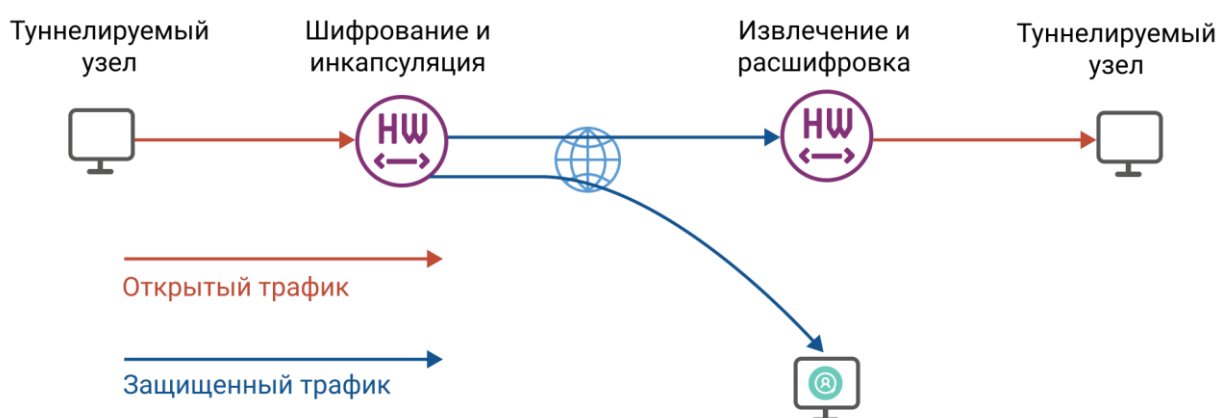 Туннелируемый
узел
Шифрование и
инкапсуляция
Извлечение и
расшифровка
Туннелируемый
узел
HW
HW
Открытый трафик
Защищенный трафик